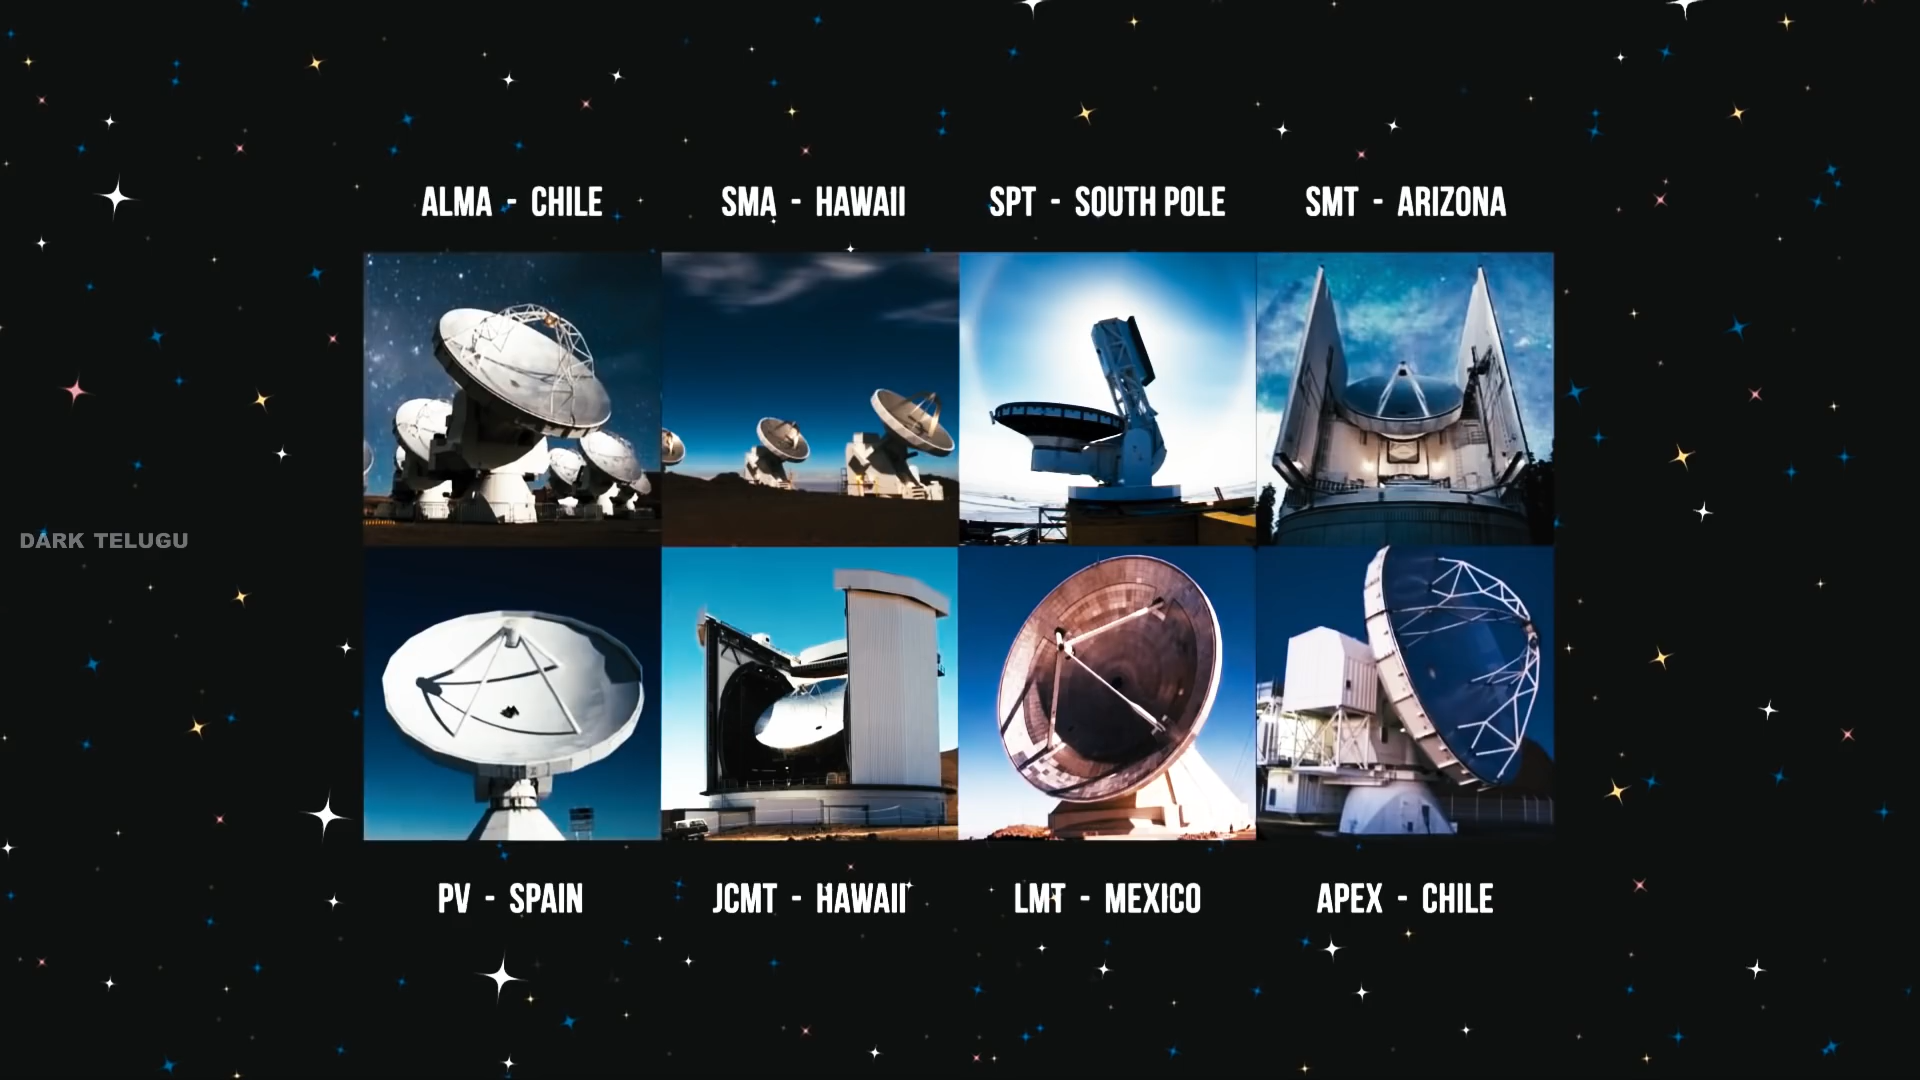 ALMA - CHILE
SMA - HAWAII
SPT - SOUTH POLE
SMT - ARIZONA
DARK TELUGU
PV - SPAIN
JCMT - HAWAII
LMT - MEXICO
APEX - CHILE